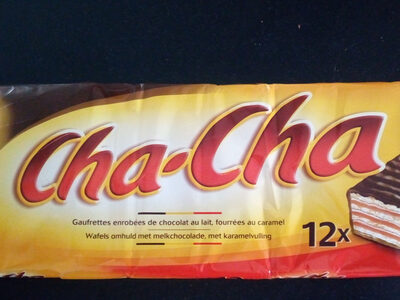 Cha-Cha
Gaufrettes enrobées de chocolat au lait, fourrées au caramel
Wafels omhuld met melkchocolade, met karamelvulling
12x